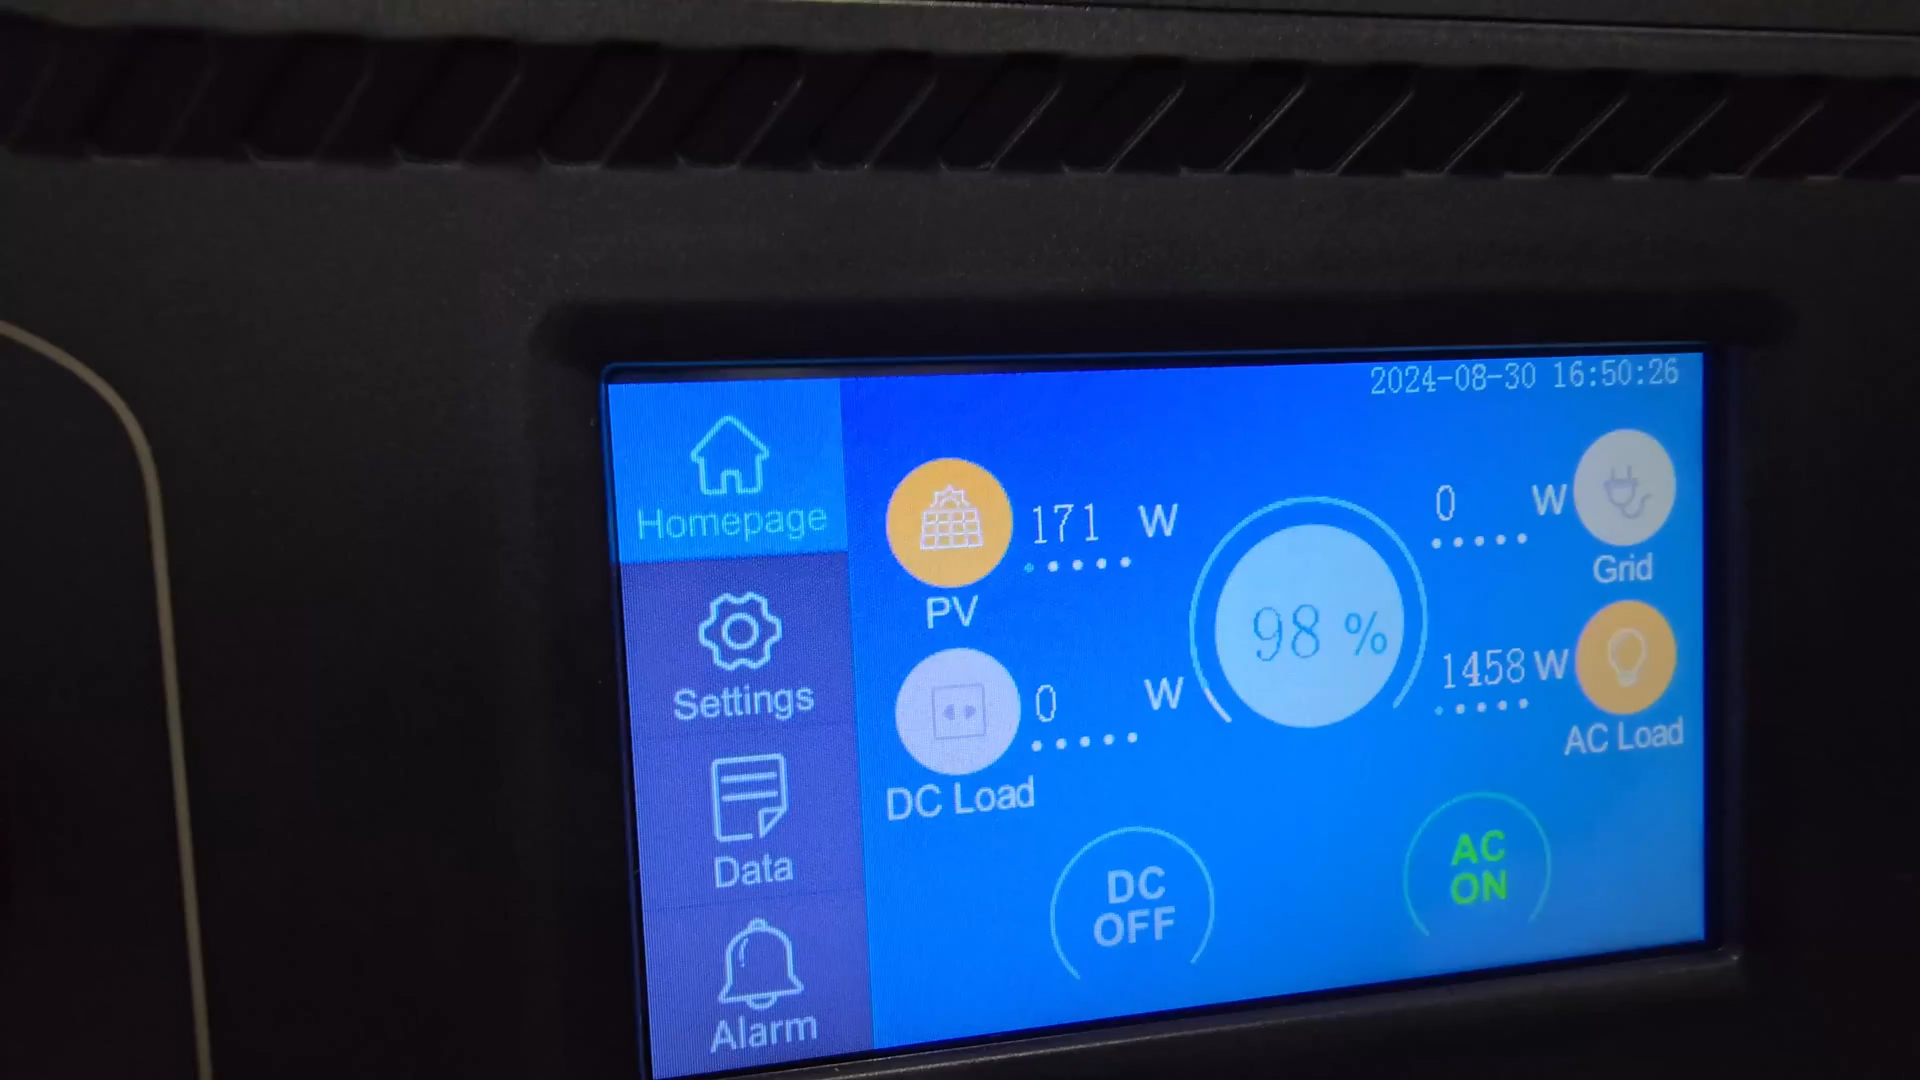 2024-08-30 16:50:26
Homepage
Settings
Data
Alarm
171 W
PV
0 W
DC Load
98 %
0 W
Grid
1458 W
AC Load
DC
OFF
AC
ON